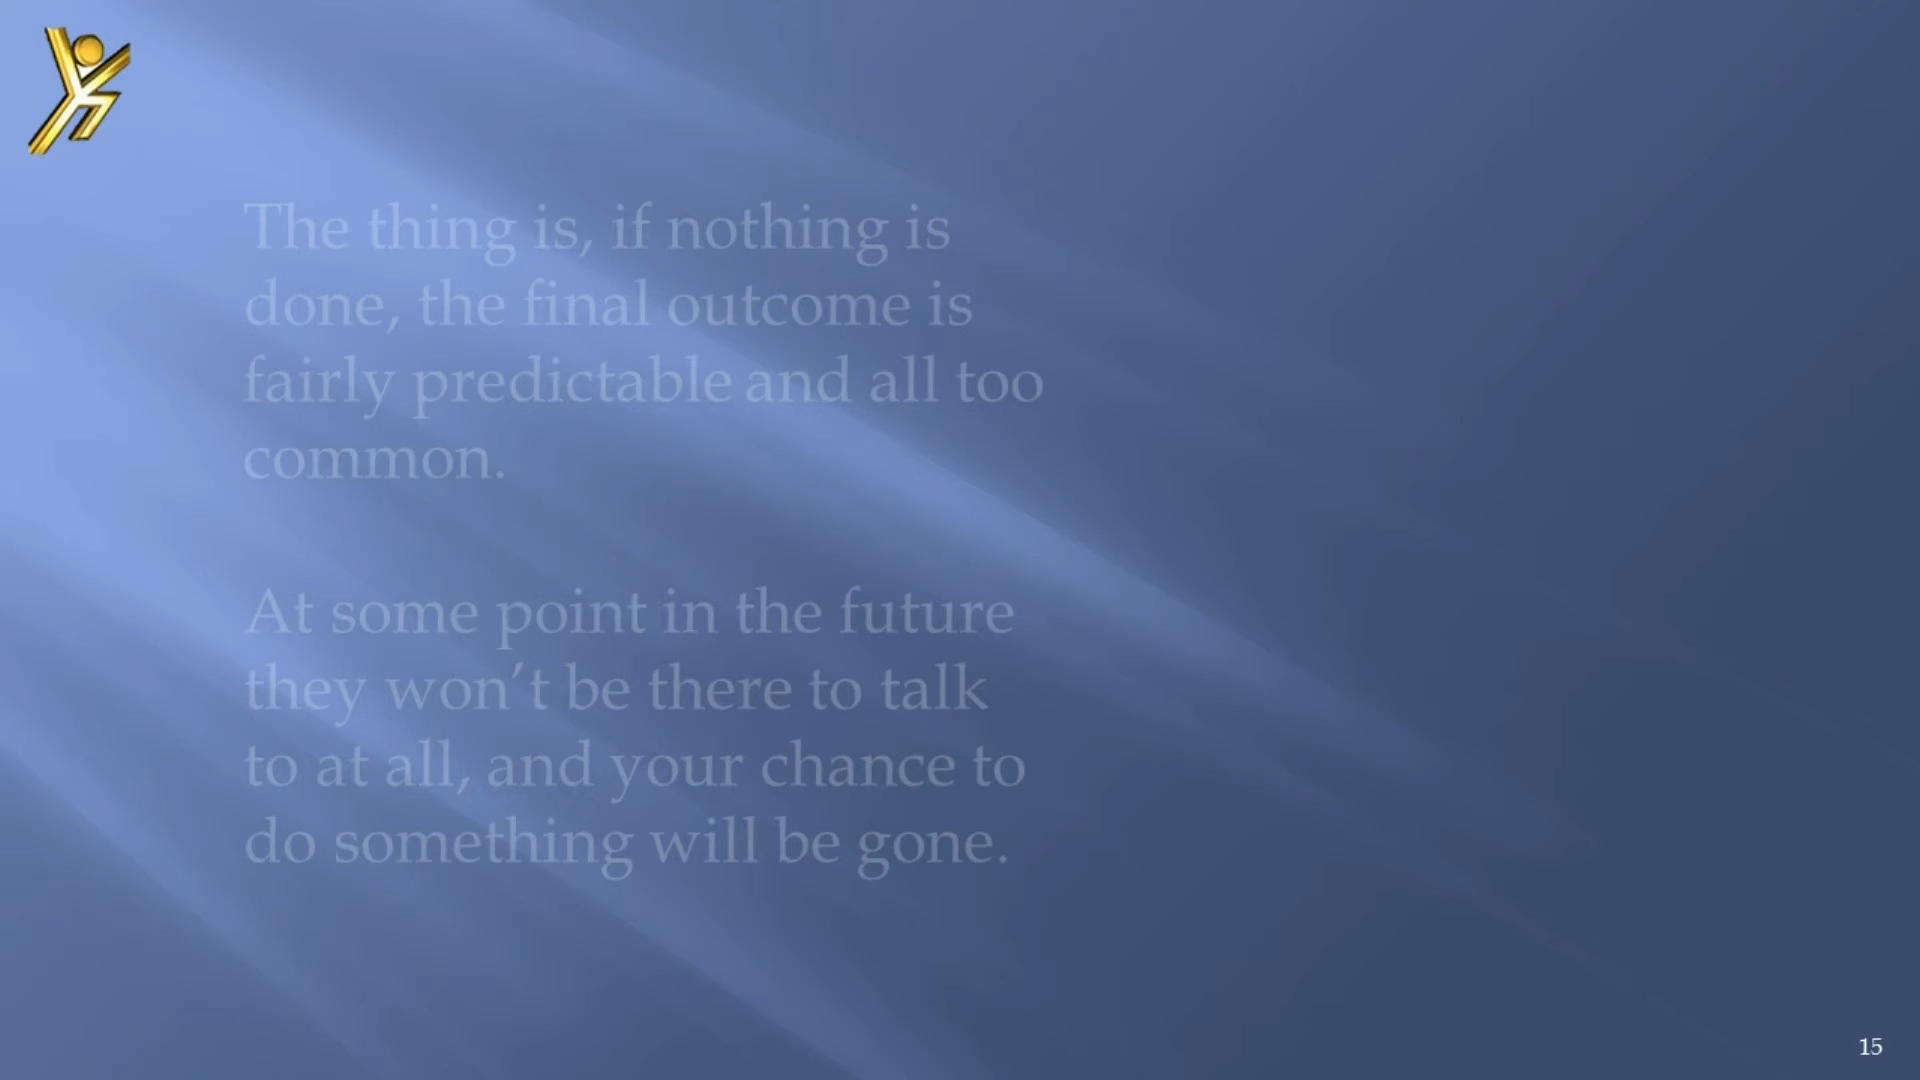 The thing is, if nothing is
done, the final outcome is
fairly predictable and all too
common.
At some point in the future
they won’t be there to talk
to at all, and your chance to
do something will be gone.
15